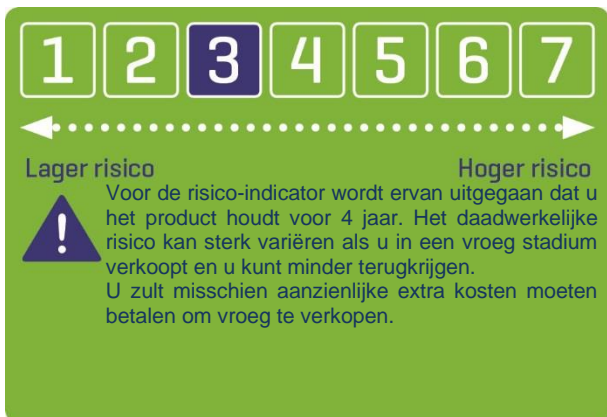 1 2 3 4 5 6 7
Lager risico Hoger risico
!
Voor de risico-indicator wordt ervan uitgegaan dat u
het product houdt voor 4 jaar. Het daadwerkelijke
risico kan sterk variëren als u in een vroeg stadium
verkoopt en u kunt minder terugkrijgen.
U zult misschien aanzienlijke extra kosten moeten
betalen om vroeg te verkopen.